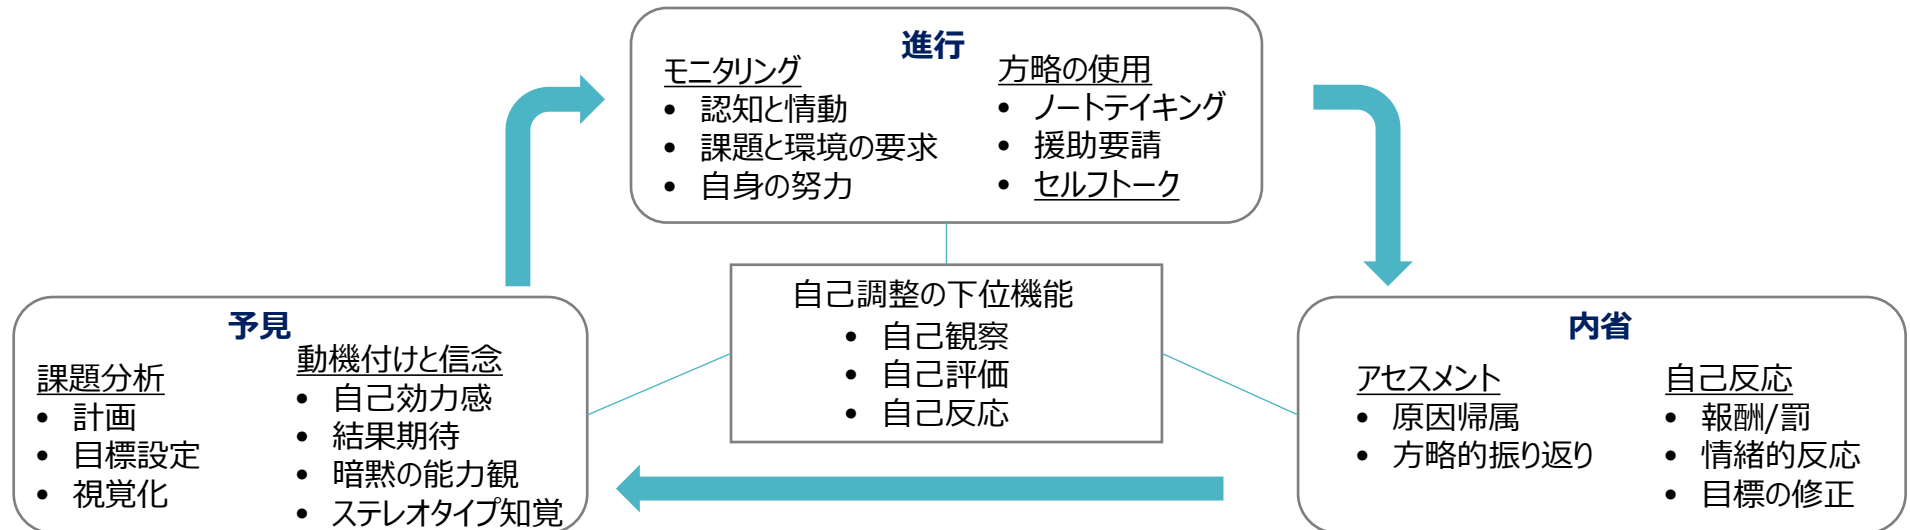 進行
モニタリング
• 認知と情動
• 課題と環境の要求
• 自身の努力
方略の使用
• ノートテイキング
• 援助要請
• セルフトーク
自己調整の下位機能
• 自己観察
• 自己評価
• 自己反応
予見
課題分析
• 計画
• 目標設定
• 視覚化
動機付けと信念
• 自己効力感
• 結果期待
• 暗黙の能力観
• ステレオタイプ知覚
内省
アセスメント
• 原因帰属
• 方略的振り返り
自己反応
• 報酬/罰
• 情緒的反応
• 目標の修正